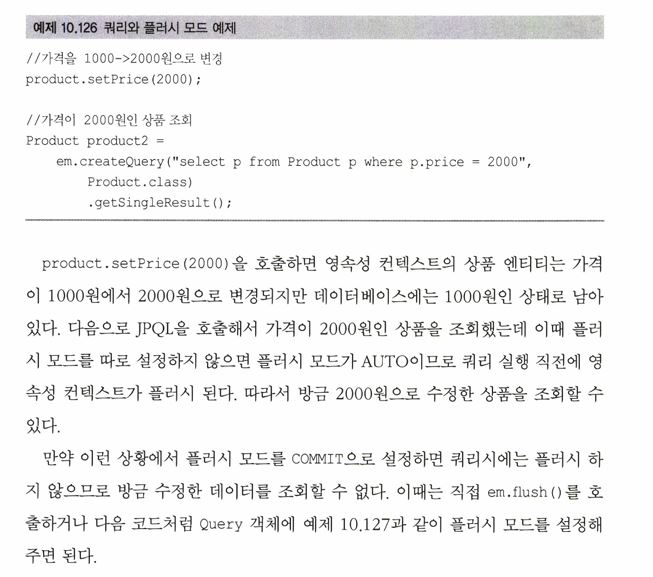 예제 10.126 쿼리와 플러시 모드 예제
//가격을 1000->2000원으로 변경
product.setPrice(2000);
//가격이 2000원인 상품 조회
Product product2 =
em.createQuery("select p from Product p where p.price = 2000",
Product.class)
.getSingleResult();
product.setPrice(2000)을 호출하면 영속성 컨텍스트의 상품 엔티티는 가격
이 1000원에서 2000원으로 변경되지만 데이터베이스에는 1000원인 상태로 남아
있다. 다음으로 JPQL을 호출해서 가격이 2000원인 상품을 조회했는데 이때 플러
시 모드를 따로 설정하지 않으면 플러시 모드가 AUTO이므로 쿼리 실행 직전에 영
속성 컨텍스트가 플러시 된다. 따라서 방금 2000원으로 수정한 상품을 조회할 수
있다.
만약 이런 상황에서 플러시 모드를 COMMIT으로 설정하면 쿼리시에는 플러시 하
지 않으므로 방금 수정한 데이터를 조회할 수 없다. 이때는 직접 em.flush()를 호
출하거나 다음 코드처럼 Query 객체에 예제 10.127과 같이 플러시 모드를 설정해
주면 된다.